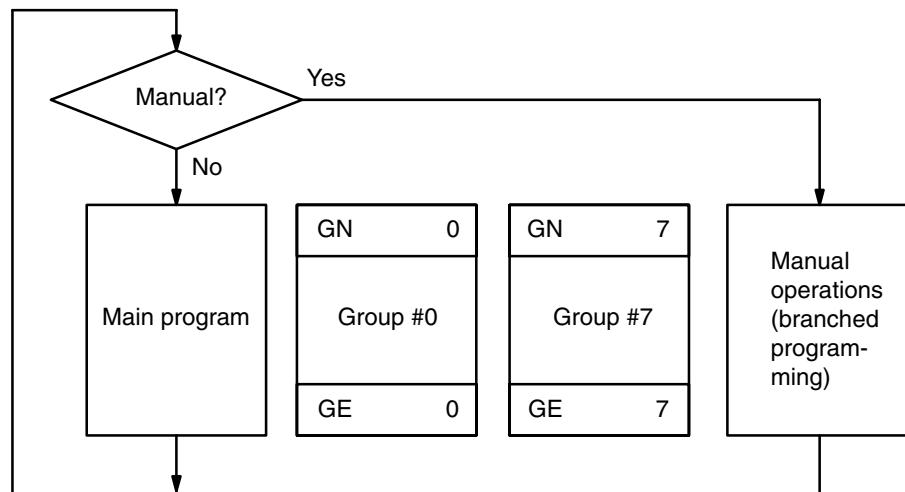 Manual?
Yes
No
Main program
GN 0
Group #0
GE 0
GN 7
Group #7
GE 7
Manual
operations
(branched
program-
ming)